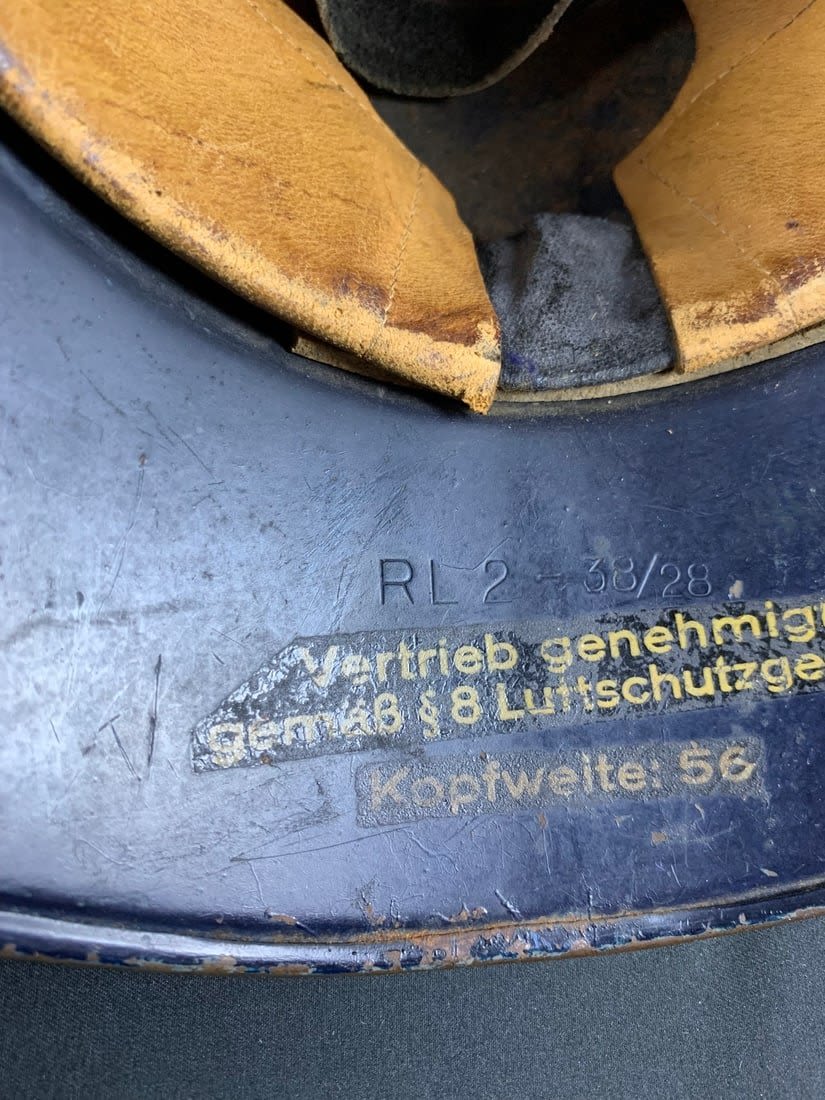 RL 2 - 38/28
Vertrieb genehmigt
gemäß § 8 Luftschutzge
Kopfweite: 56